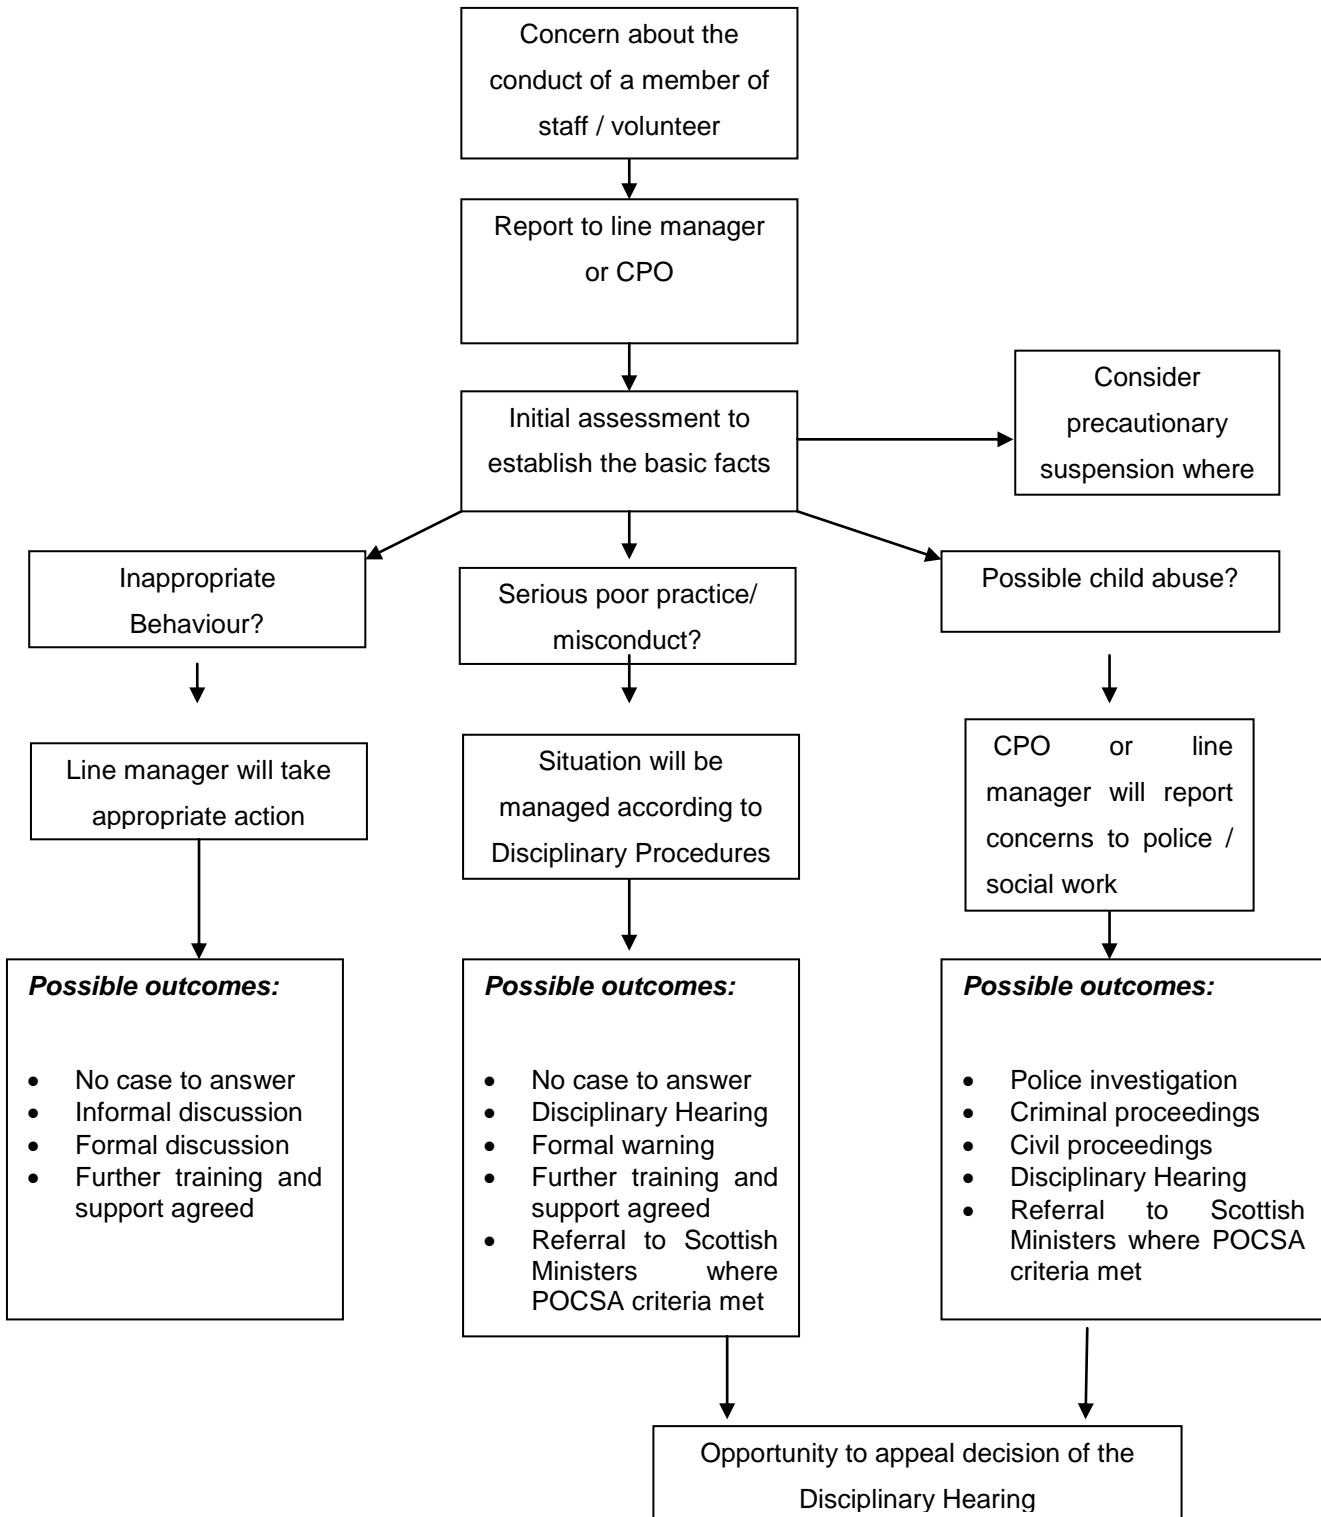 Concern about the
conduct of a member of
staff / volunteer
Report to line manager
or CPO
Initial assessment to
establish the basic facts
Consider
precautionary
suspension where
Inappropriate
Behaviour?
Serious poor practice/
misconduct?
Possible child abuse?
Line manager will take
appropriate action
Situation will be
managed according to
Disciplinary Procedures
CPO or line
manager will report
concerns to police /
social work
Possible outcomes:
• No case to answer
• Informal discussion
• Formal discussion
• Further training and
support agreed
Possible outcomes:
• No case to answer
• Disciplinary Hearing
• Formal warning
• Further training and
support agreed
• Referral to Scottish
Ministers where
POCSA criteria met
Possible outcomes:
• Police investigation
• Criminal proceedings
• Civil proceedings
• Disciplinary Hearing
• Referral to Scottish
Ministers where POCSA
criteria met
Opportunity to appeal decision of the
Disciplinary Hearing